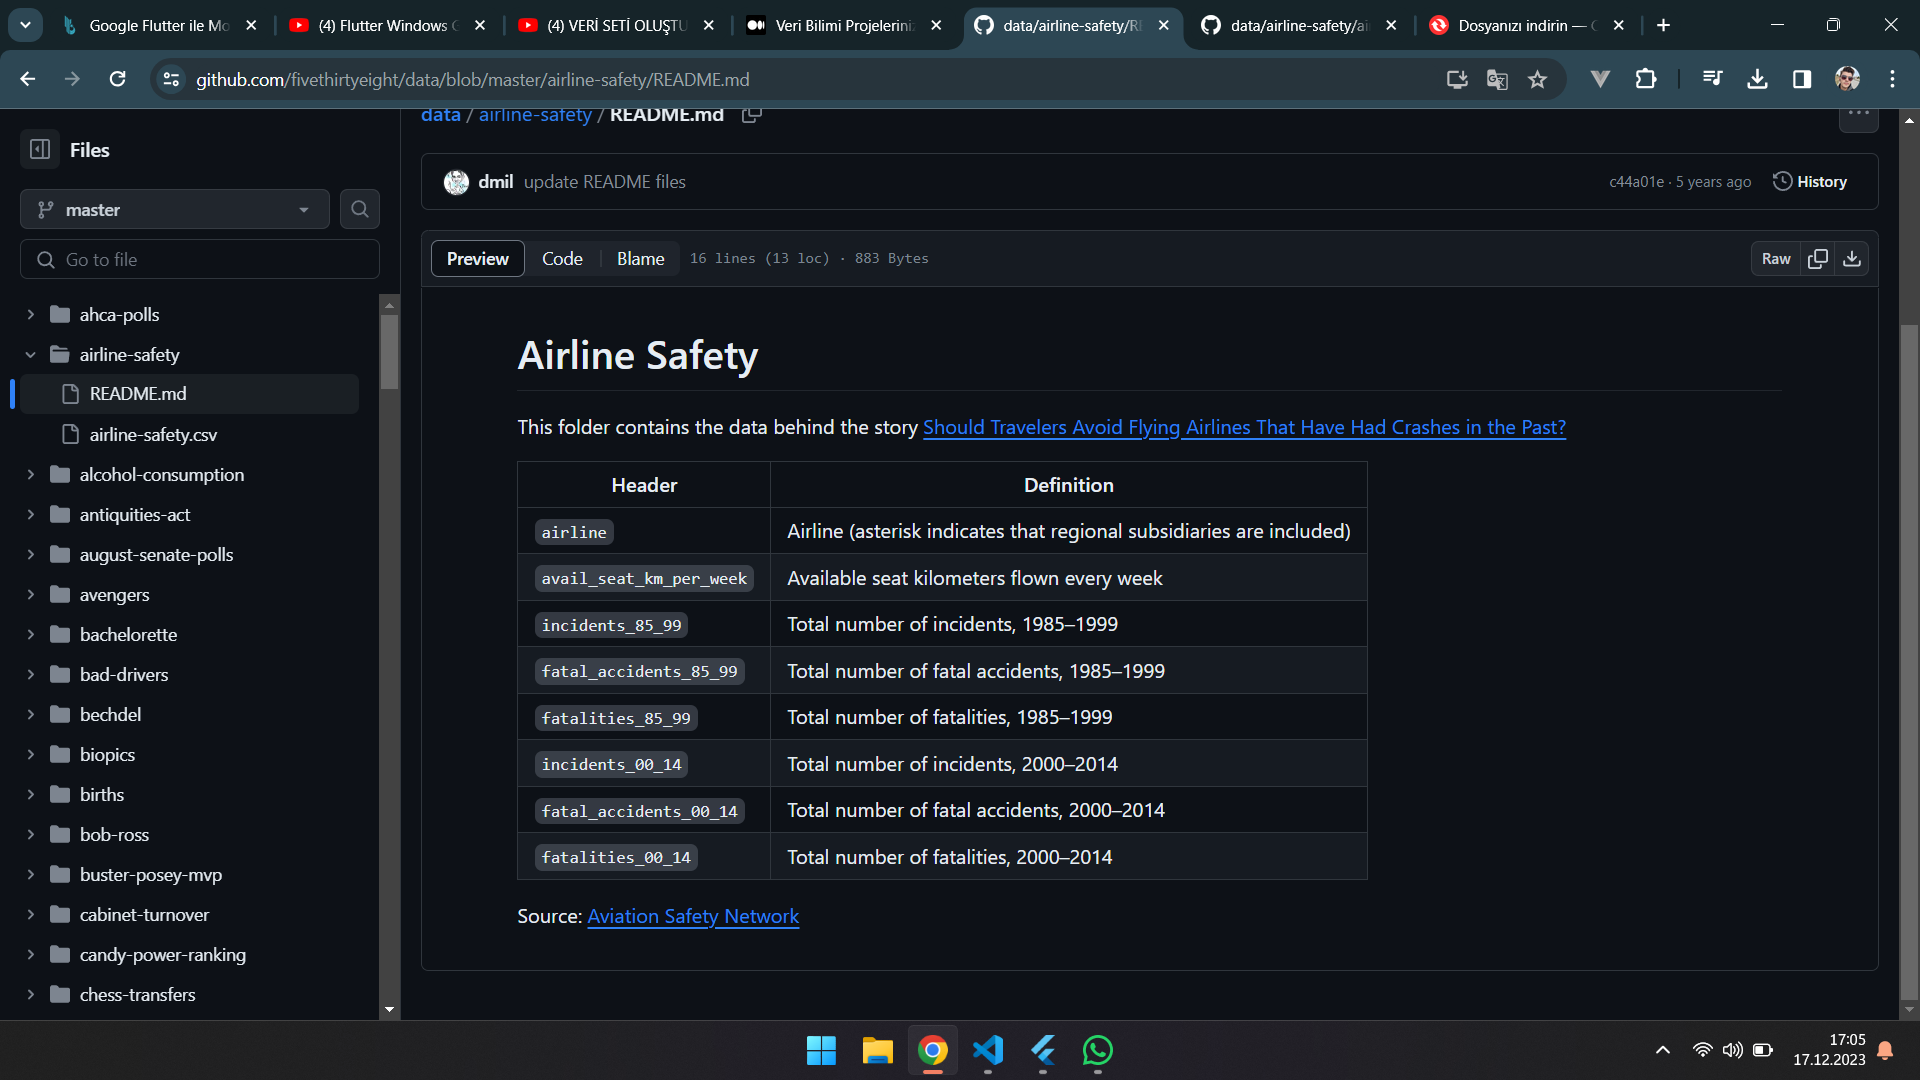 Google Flutter ile Mo
(4) Flutter Windows
(4) VERİ SETİ OLUŞTU
Veri Bilimi Projeleriniz
data/airline-safety/RE
data/airline-safety/ai
Dosyanızı indirin —
github.com/fivethirtyeight/data/blob/master/airline-safety/README.md
data / airline-safety / README.md
Files
master
Go to file
ahca-polls
airline-safety
README.md
airline-safety.csv
alcohol-consumption
antiquities-act
august-senate-polls
avengers
bachelorette
bad-drivers
bechdel
biopics
births
bob-ross
buster-posey-mvp
cabinet-turnover
candy-power-ranking
chess-transfers
dmil update README files
c44a01e · 5 years ago
History
Preview
Code
Blame
16 lines (13 loc) · 883 Bytes
Raw
Airline Safety
This folder contains the data behind the story Should Travelers Avoid Flying Airlines That Have Had Crashes in the Past?
Header Definition
airline Airline (asterisk indicates that regional subsidiaries are included)
avail_seat_km_per_week Available seat kilometers flown every week
incidents_85_99 Total number of incidents, 1985–1999
fatal_accidents_85_99 Total number of fatal accidents, 1985–1999
fatalities_85_99 Total number of fatalities, 1985–1999
incidents_00_14 Total number of incidents, 2000–2014
fatal_accidents_00_14 Total number of fatal accidents, 2000–2014
fatalities_00_14 Total number of fatalities, 2000–2014
Source: Aviation Safety Network
17:05
17.12.2023